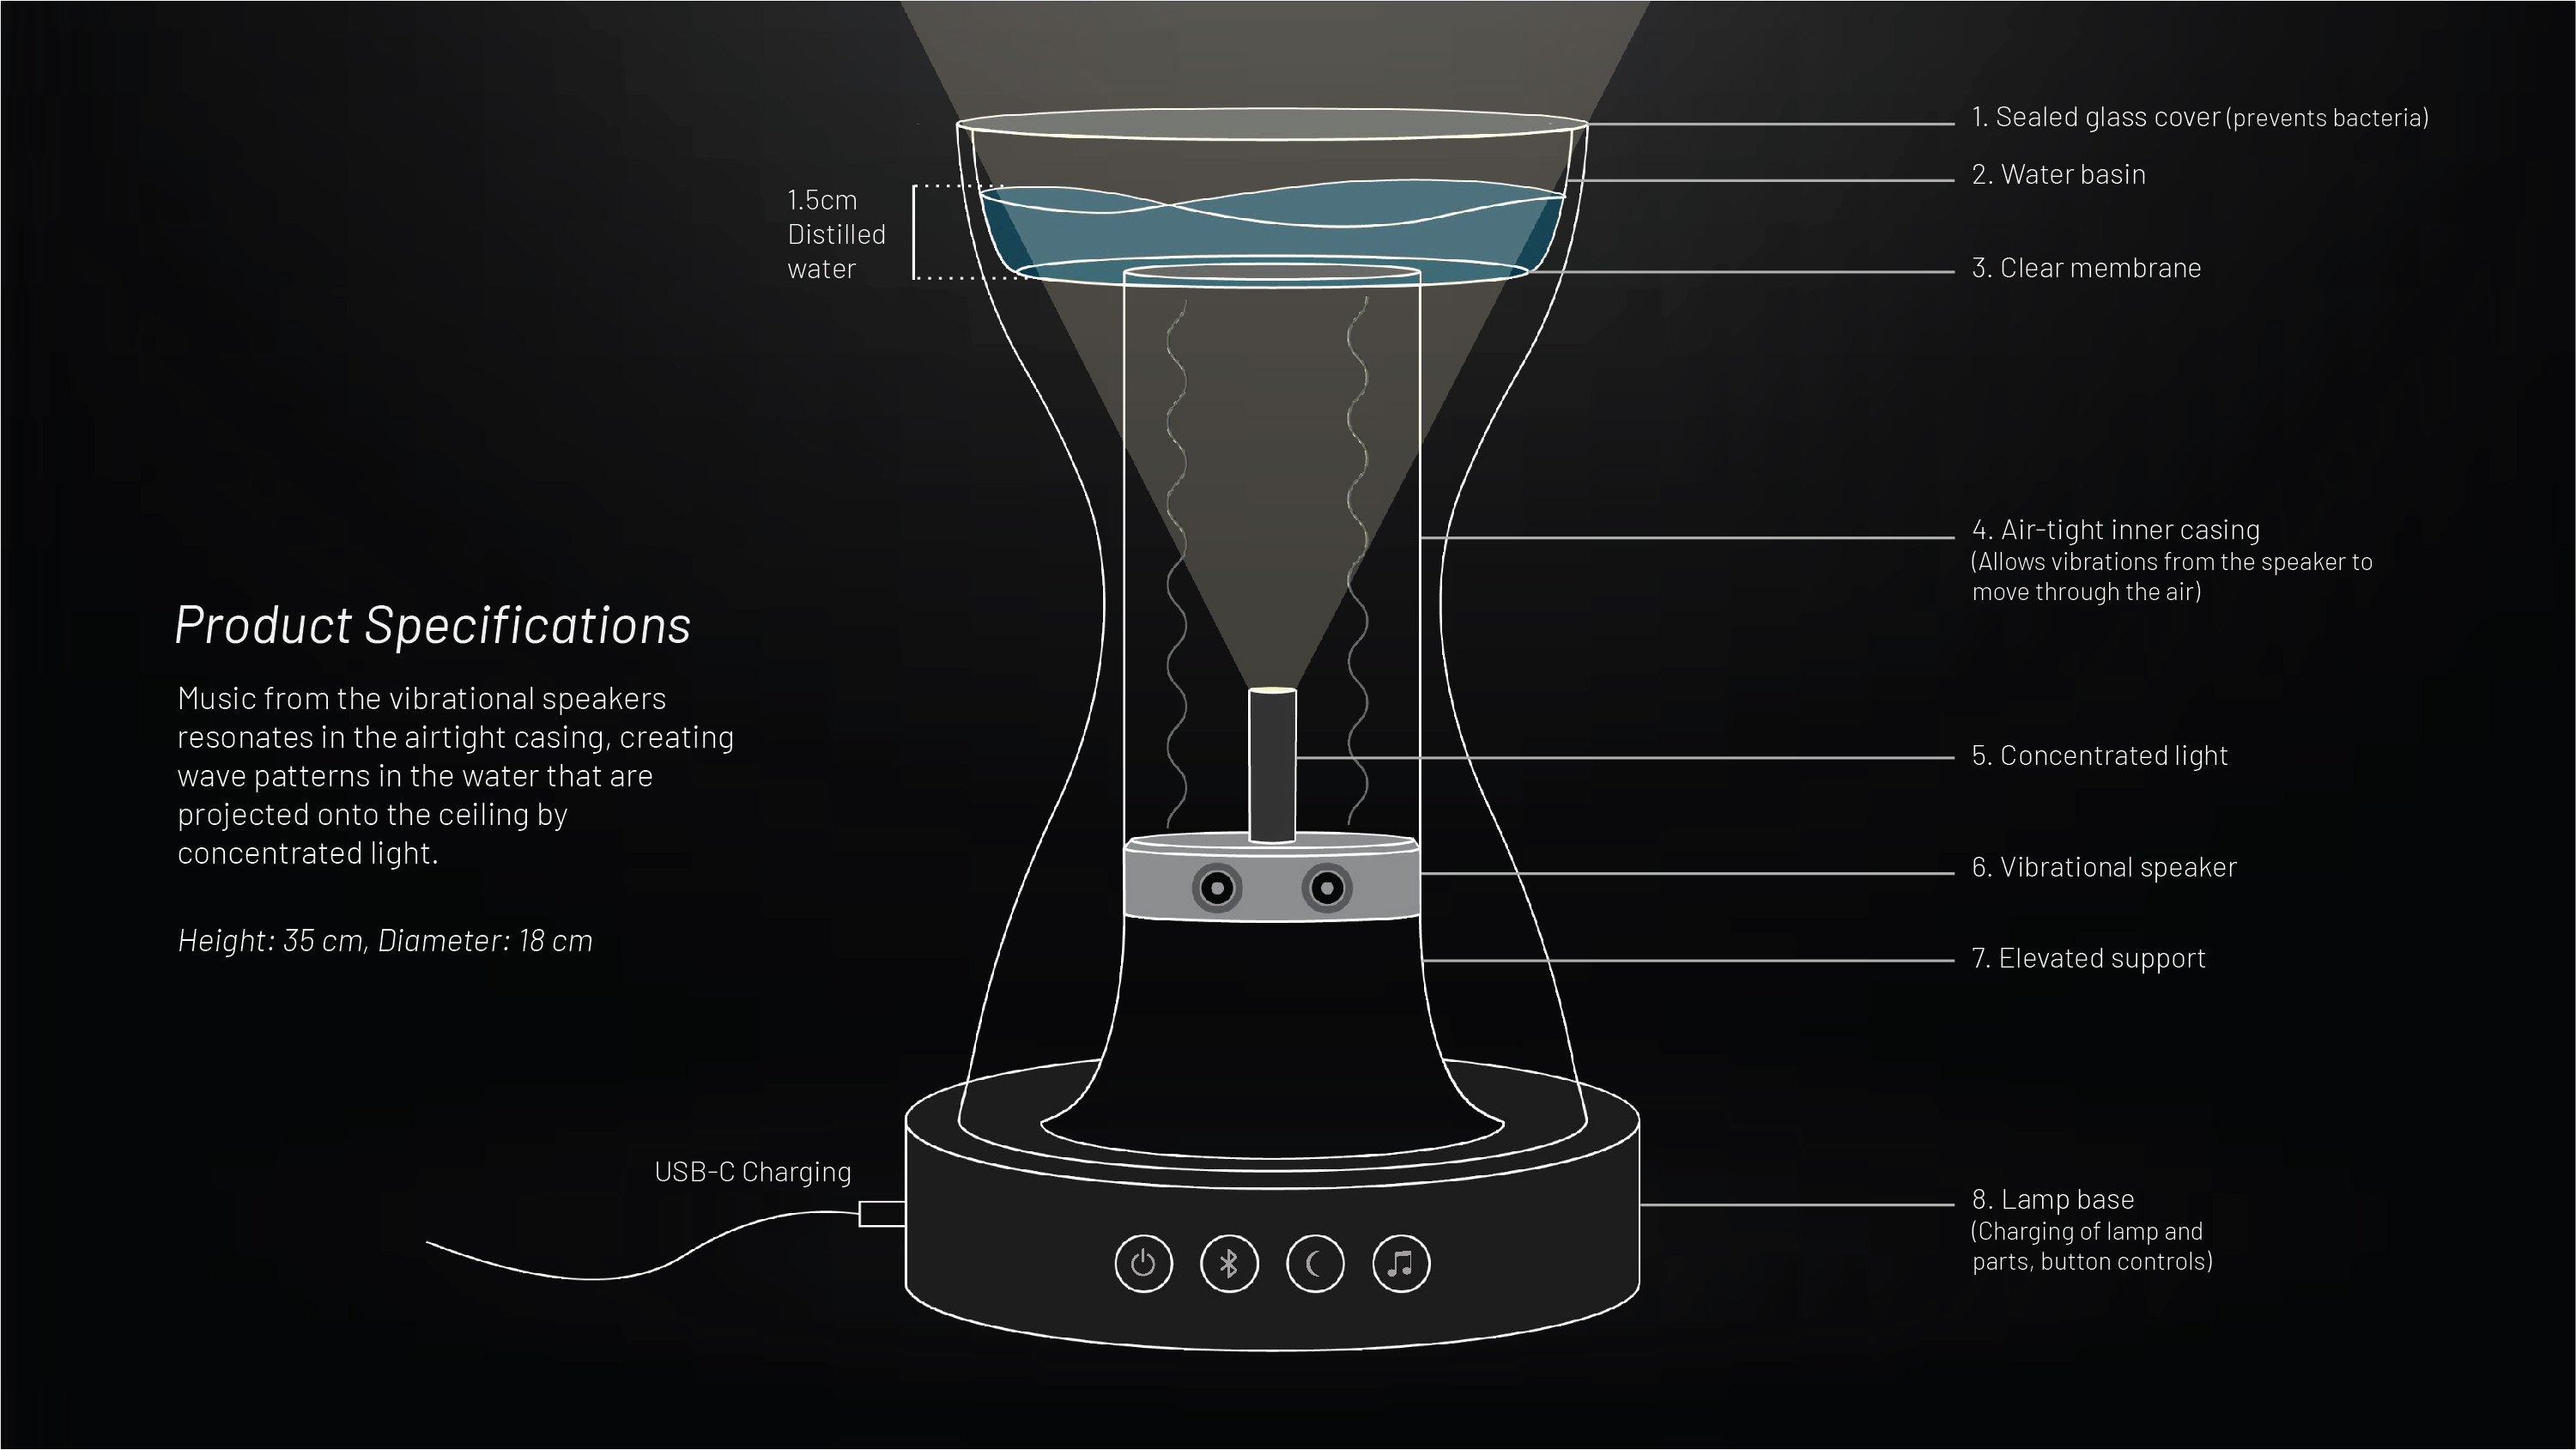 1. Sealed glass cover (prevents bacteria)
2. Water basin
1.5cm
Distilled
water
3. Clear membrane
4. Air-tight inner casing
(Allows vibrations from the speaker to
move through the air)
Product Specifications
Music from the vibrational speakers
resonates in the airtight casing, creating
wave patterns in the water that are
projected onto the ceiling by
concentrated light.
Height: 35 cm, Diameter: 18 cm
5. Concentrated light
6. Vibrational speaker
7. Elevated support
USB-C Charging
8. Lamp base
(Charging of lamp and
parts, button controls)